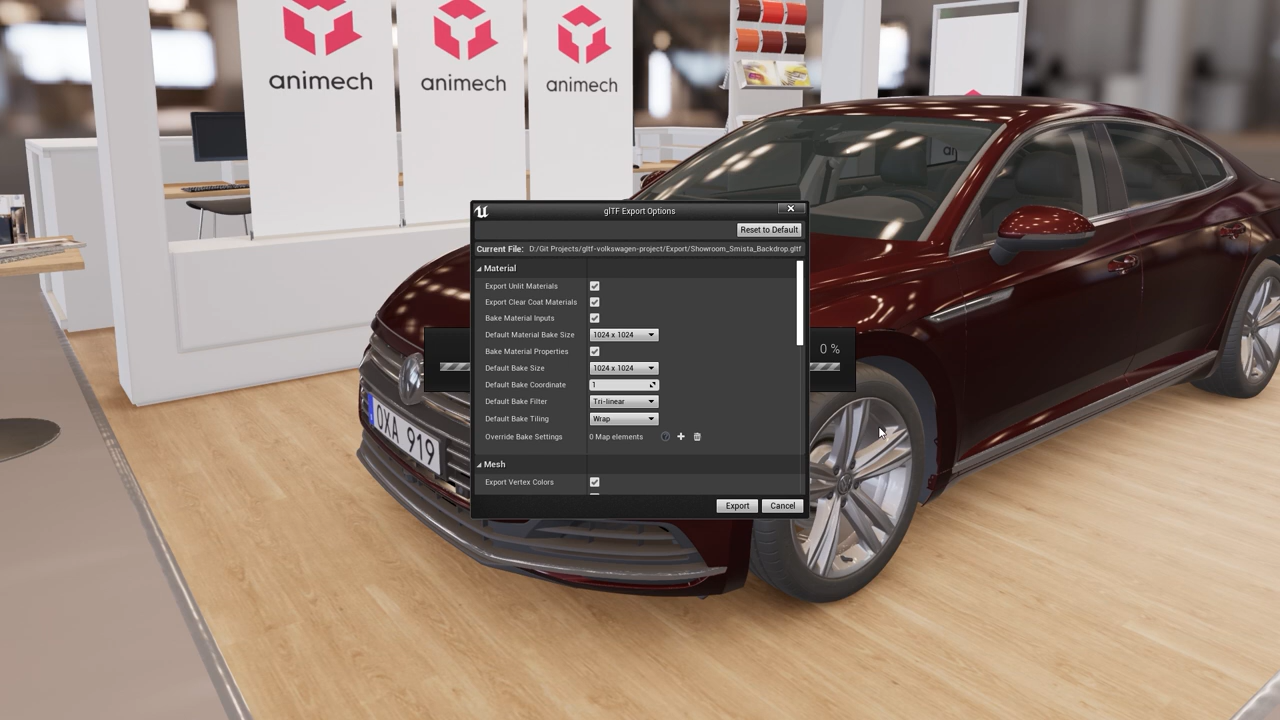 animech
animech
animech
glTF Export Options
Reset to Default
Current File: D:/Git Projects/gltf-volkswagen-project/Export/Showroom_Smista_Backdrop.gltf
Material
Export Unlit Materials
Export Clear Coat Materials
Bake Material Inputs
Default Material Bake Size 1024 x 1024
Bake Material Properties
Default Bake Size 1024 x 1024
Default Bake Coordinate 1
Default Bake Filter Tri-linear
Default Bake Tiling Wrap
Override Bake Settings 0 Map elements
Mesh
Export Vertex Colors
Export Cancel
0 %
OXA 919